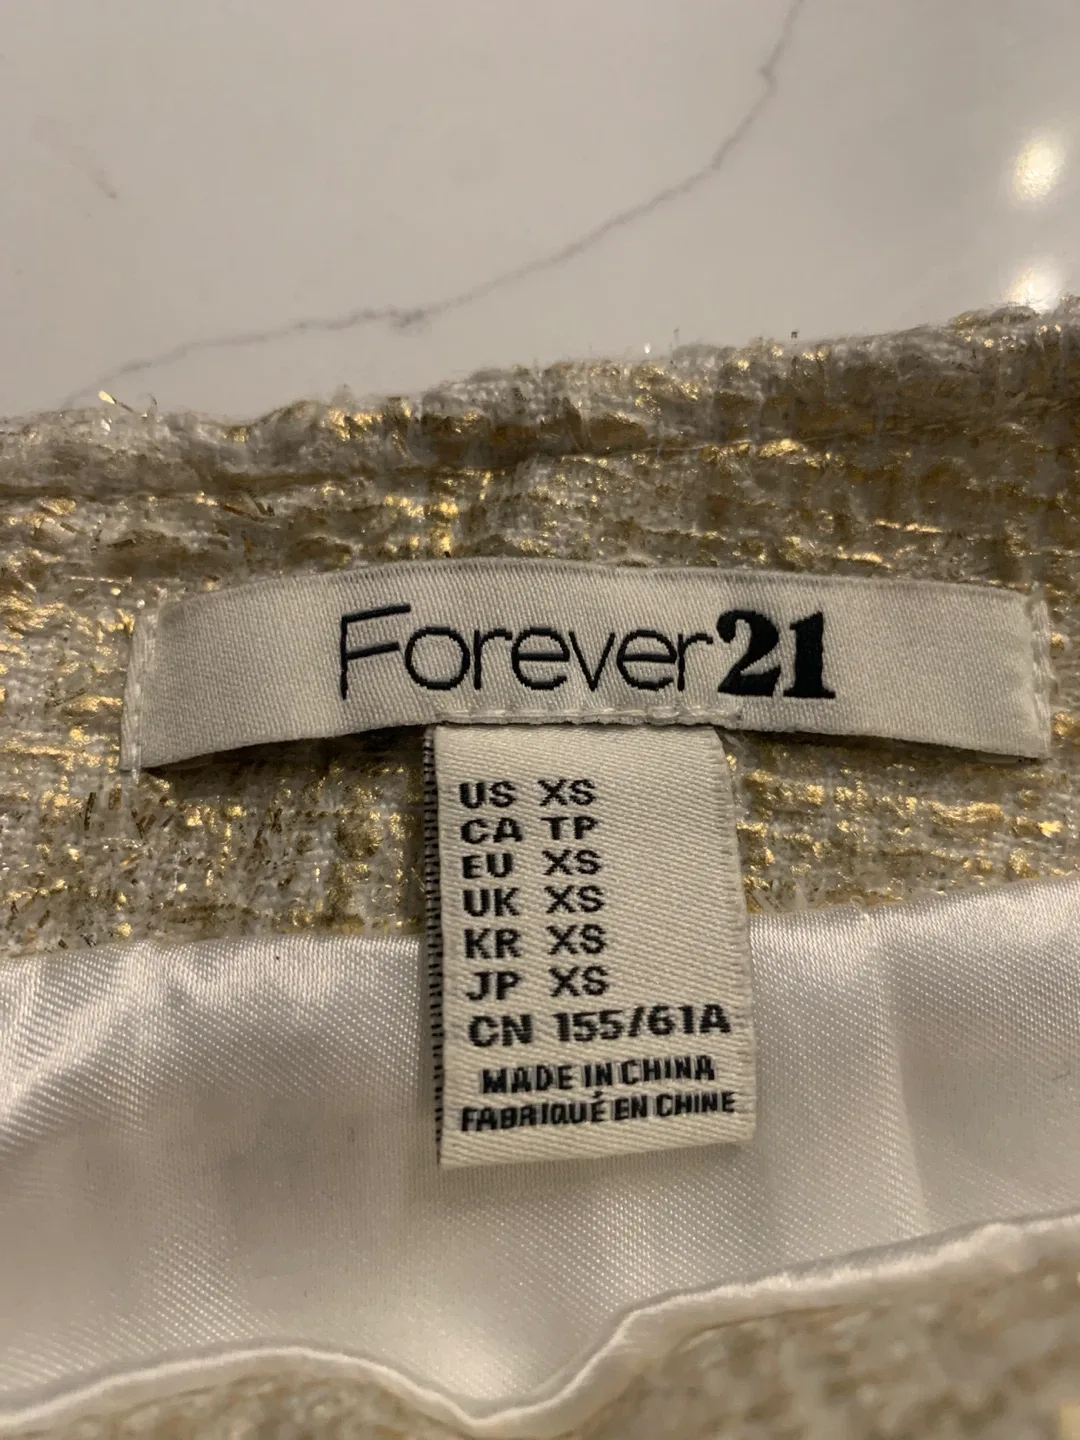 Forever21
US XS
CA TP
EU XS
UK XS
KR XS
JP XS
CN 155/61A
MADE IN CHINA
FABRIQUÉ EN CHINE